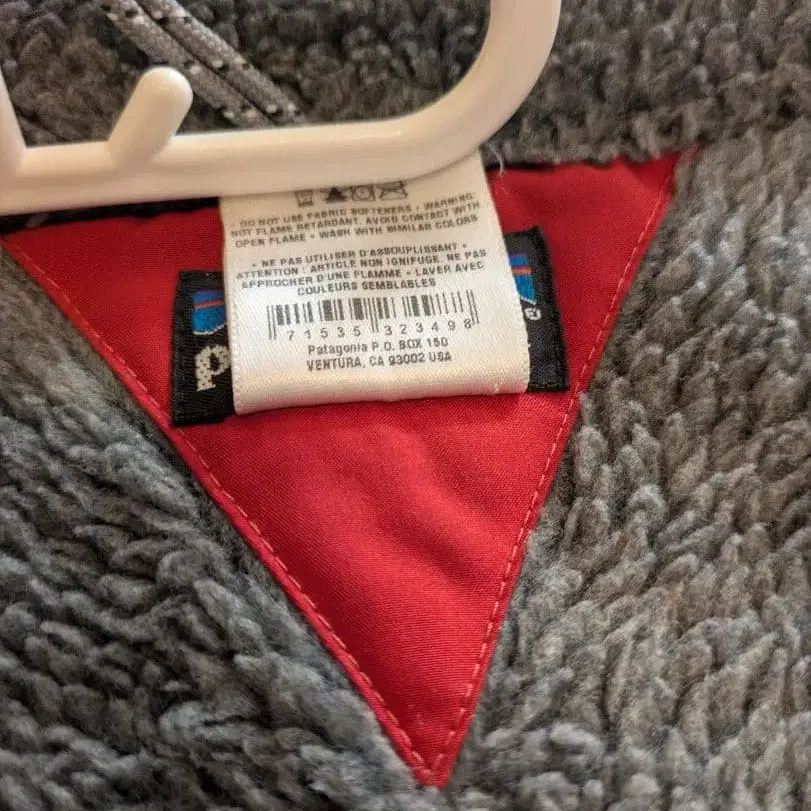 • DO NOT USE FABRIC SOFTENERS • WARNING:
NOT FLAME RETARDANT. AVOID CONTACT WITH
OPEN FLAME • WASH WITH SIMILAR COLORS
• NE PAS UTILISER D'ASSOUPLISSANT •
ATTENTION : ARTICLE NON IGNIFUGE. NE PAS
APPROCHER D'UNE FLAMME • LAVER AVEC
COULEURS SEMBLABLES
71535 323498
Patagonia P.O. BOX 150
VENTURA, CA 93002 USA